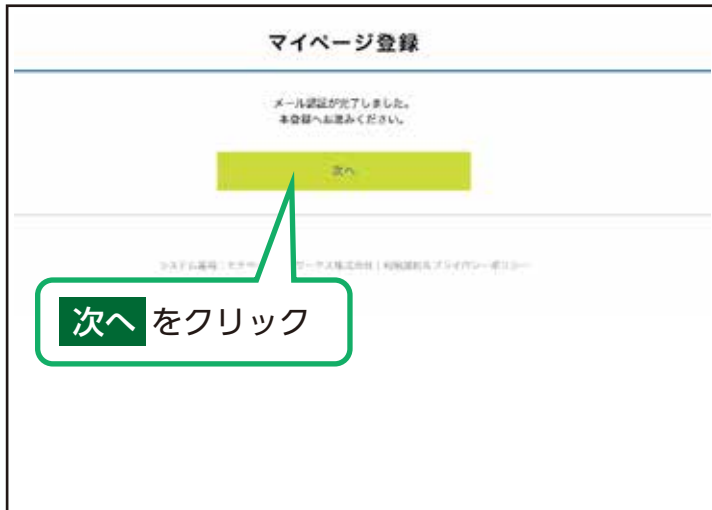 マイページ登録
メール認証が完了しました。
本登録へお進みください。
次へ
次へ をクリック